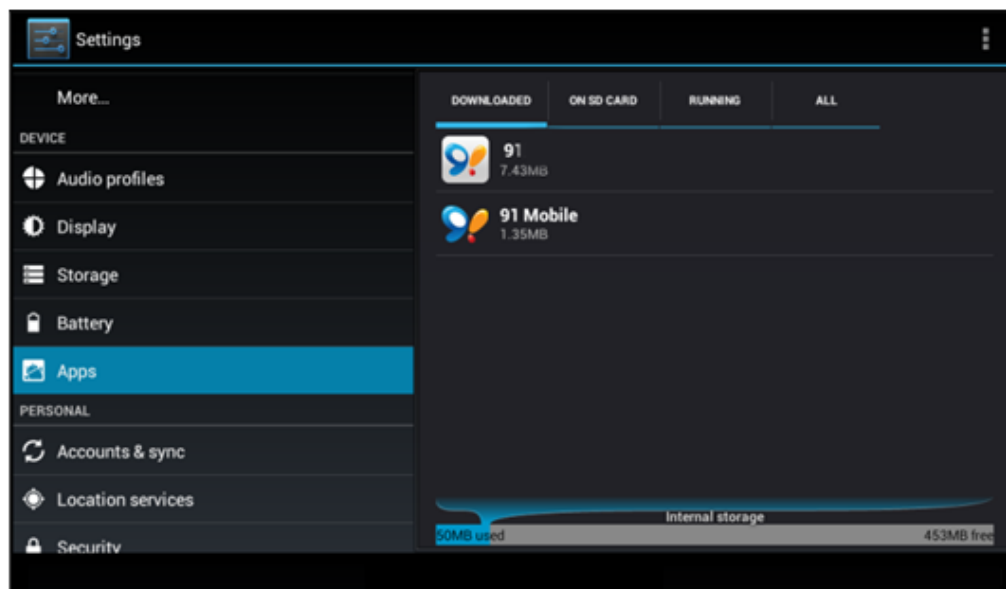 Settings
More...
DEVICE
Audio profiles
Display
Storage
Battery
Apps
PERSONAL
Accounts & sync
Location services
Security
DOWNLOADED ON SD CARD RUNNING ALL
91
7.43MB
91 Mobile
1.35MB
Internal storage
50MB used 453MB free